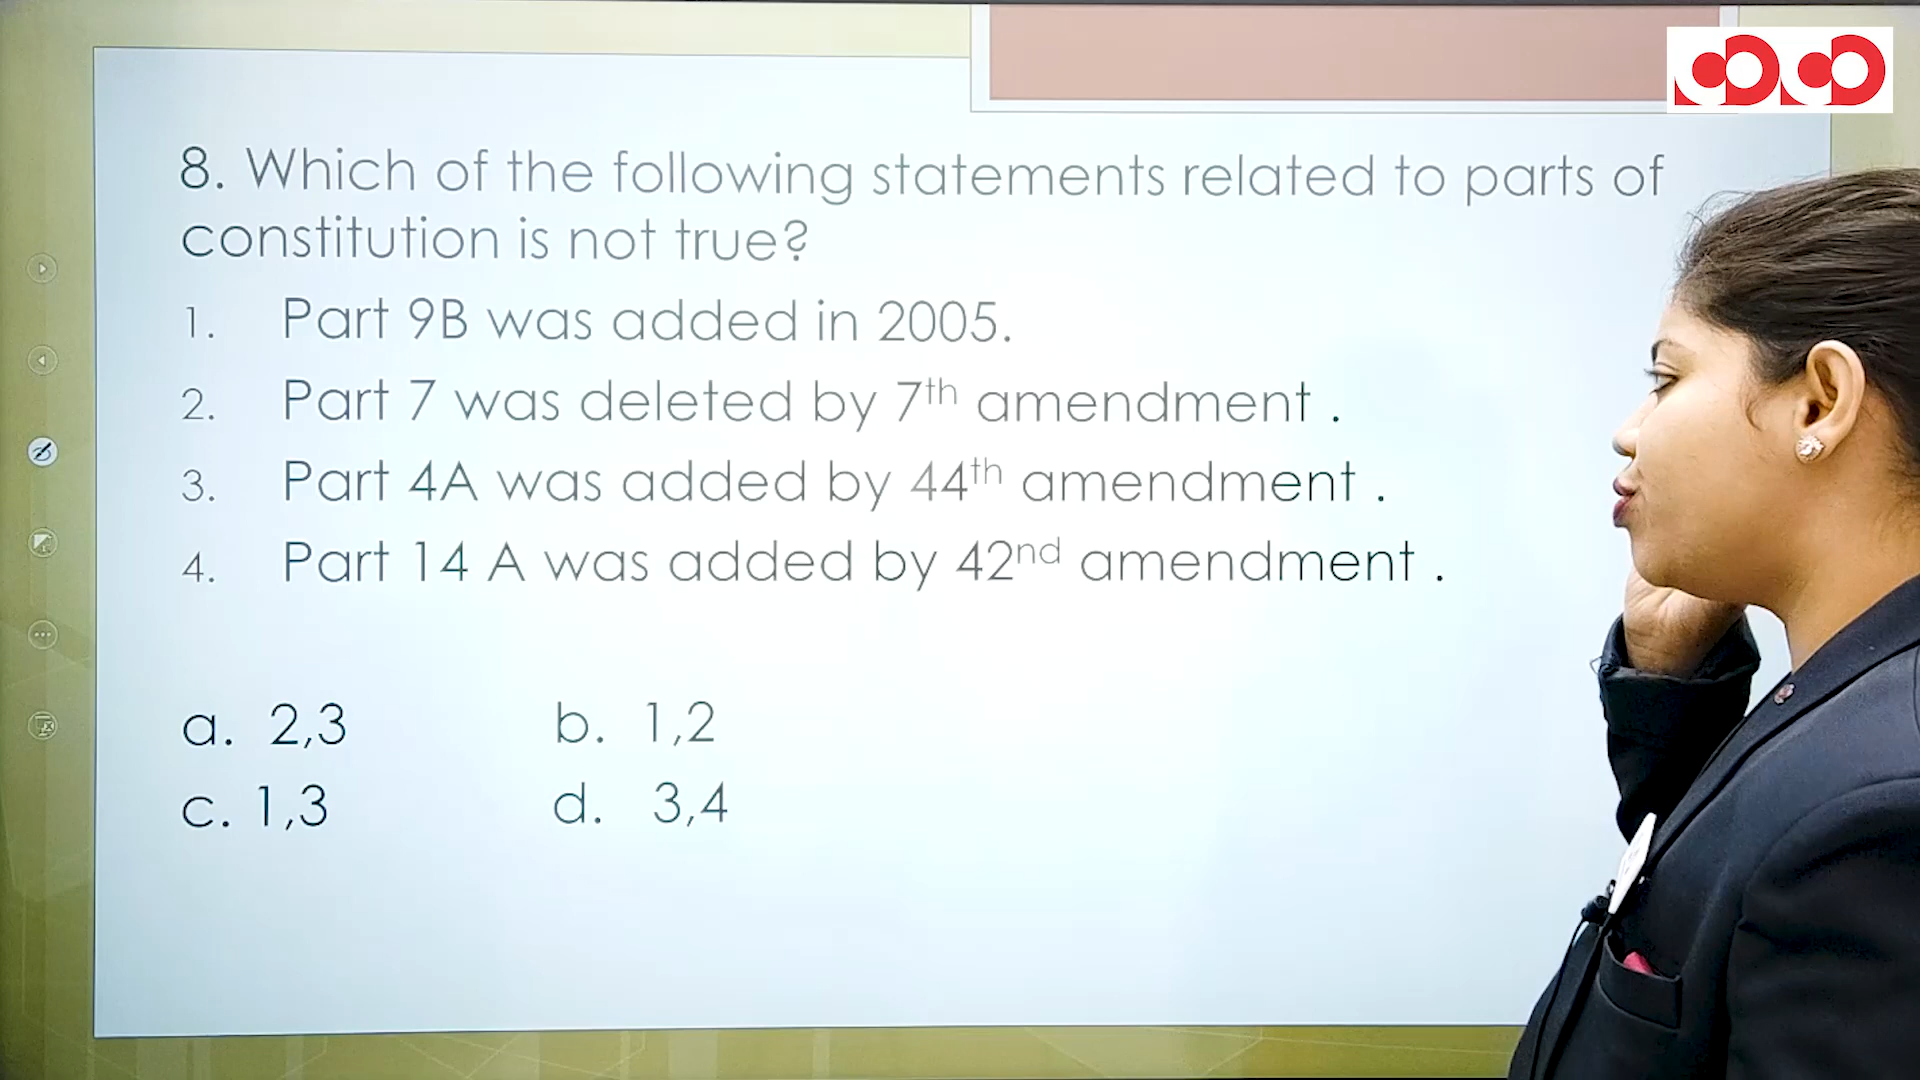 8. Which of the following statements related to parts of
constitution is not true?
1. Part 9B was added in 2005.
2. Part 7 was deleted by 7th amendment .
3. Part 4A was added by 44th amendment .
4. Part 14 A was added by 42nd amendment .
a. 2,3 b. 1,2
c. 1,3 d. 3,4